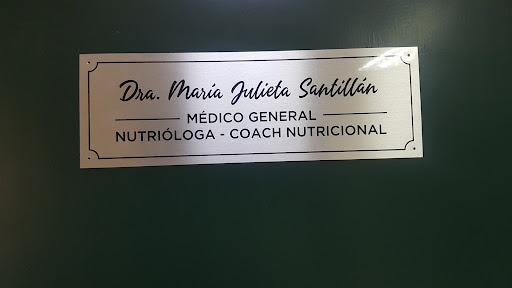 Dra. María Julieta Santillán
MÉDICO GENERAL
NUTRIÓLOGA - COACH NUTRICIONAL